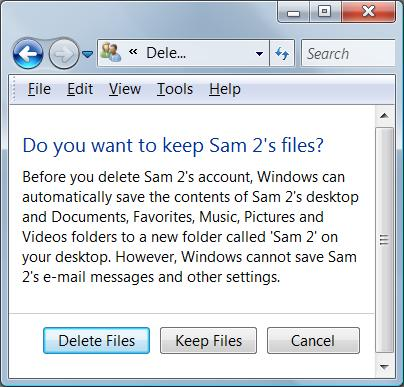 « Dele...
Search
File Edit View Tools Help
Do you want to keep Sam 2's files?
Before you delete Sam 2's account, Windows can
automatically save the contents of Sam 2's desktop
and Documents, Favorites, Music, Pictures and
Videos folders to a new folder called 'Sam 2' on
your desktop. However, Windows cannot save Sam
2's e-mail messages and other settings.
Delete Files Keep Files Cancel